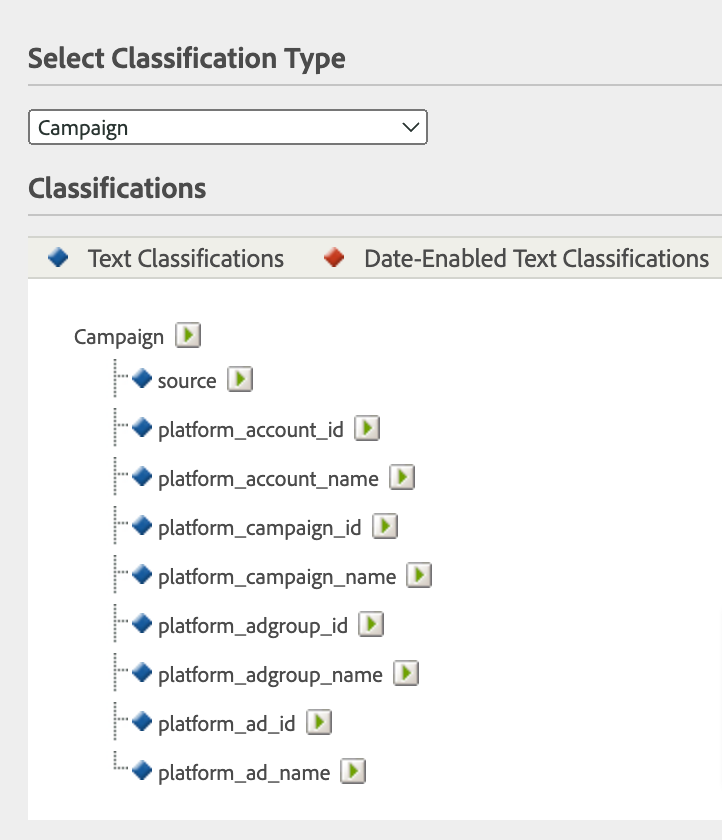 Select Classification Type
Campaign
Classifications
Text Classifications Date-Enabled Text Classifications
Campaign
source
platform_account_id
platform_account_name
platform_campaign_id
platform_campaign_name
platform_adgroup_id
platform_adgroup_name
platform_ad_id
platform_ad_name